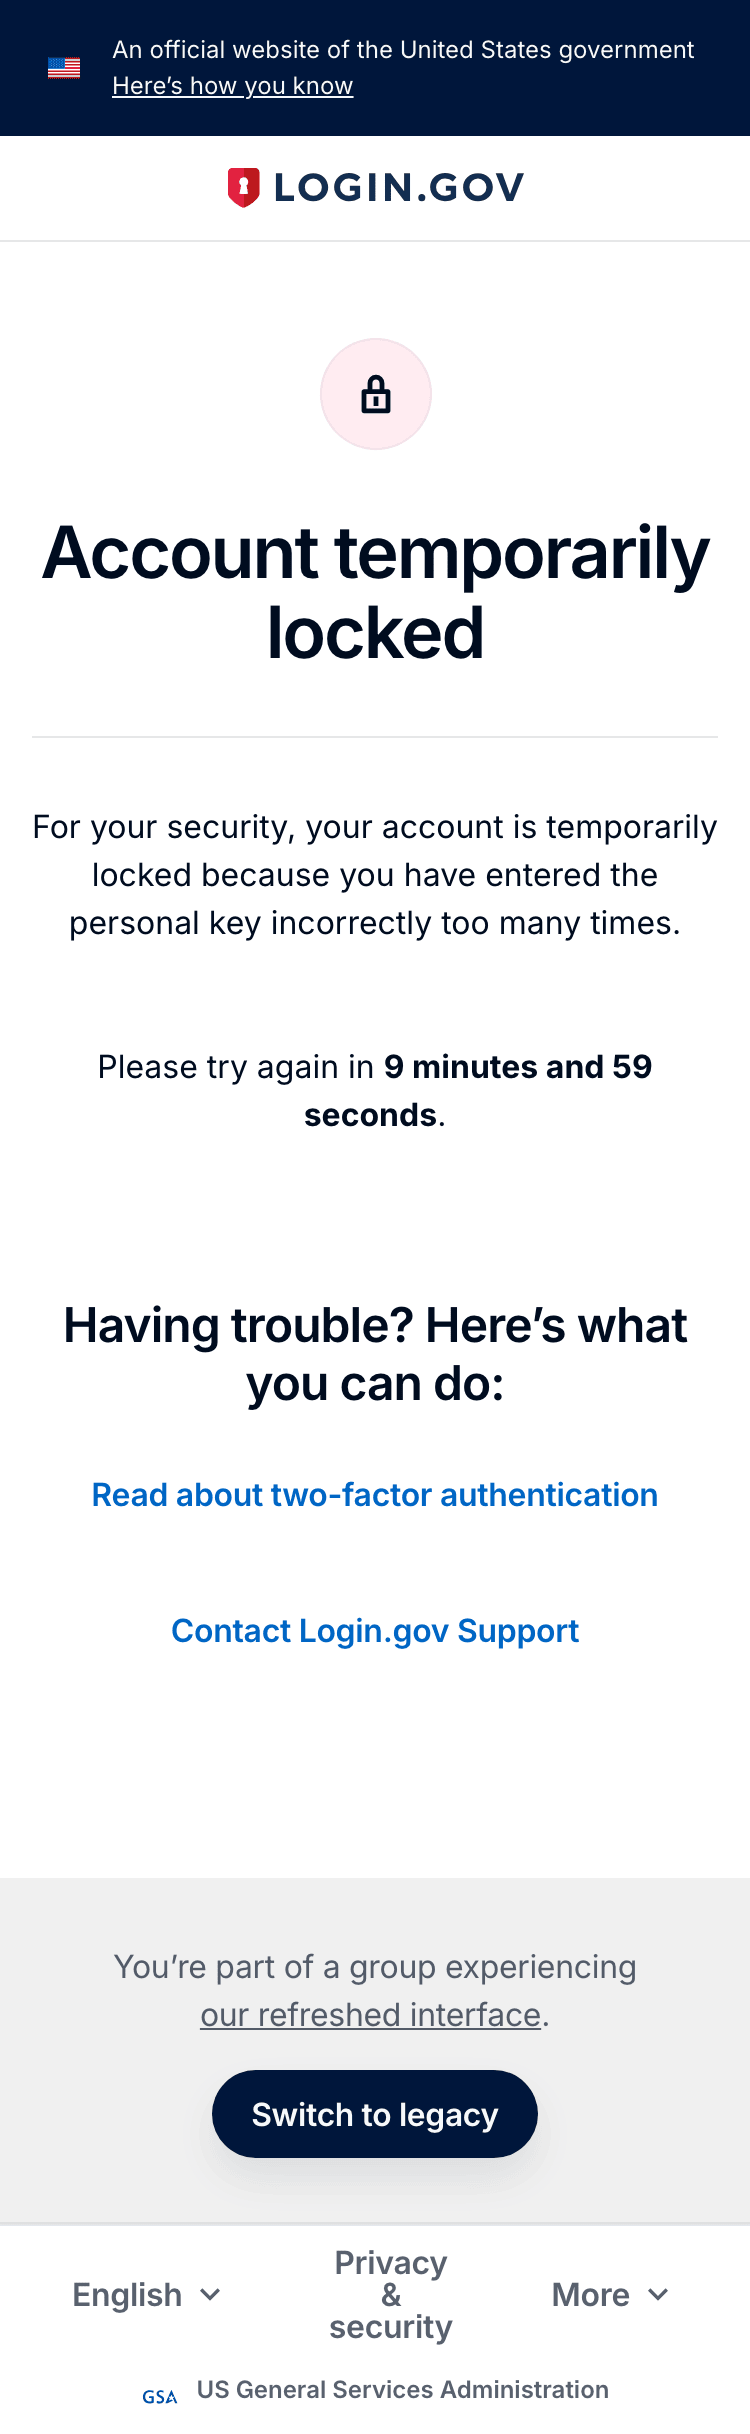 An official website of the United States government
Here’s how you know
LOGIN.GOV
Account temporarily
locked
For your security, your account is temporarily
locked because you have entered the
personal key incorrectly too many times.
Please try again in 9 minutes and 59
seconds.
Having trouble? Here’s what
you can do:
Read about two-factor authentication
Contact Login.gov Support
You’re part of a group experiencing
our refreshed interface.
Switch to legacy
English
Privacy
&
security
More
GSA US General Services Administration